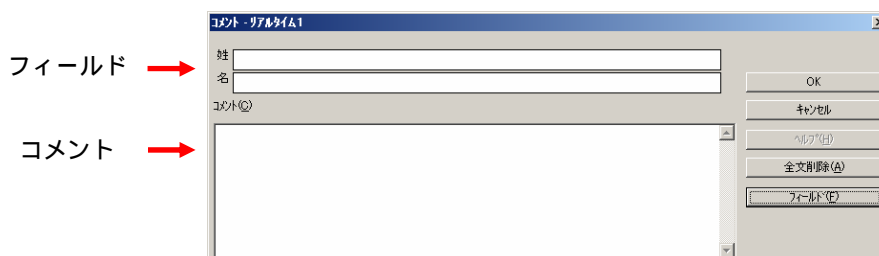 コメント - リアルタイム1
フィールド
姓
名
コメント(C)
コメント
OK
キャンセル
ヘルプ(H)
全文削除(A)
フィールド(F)